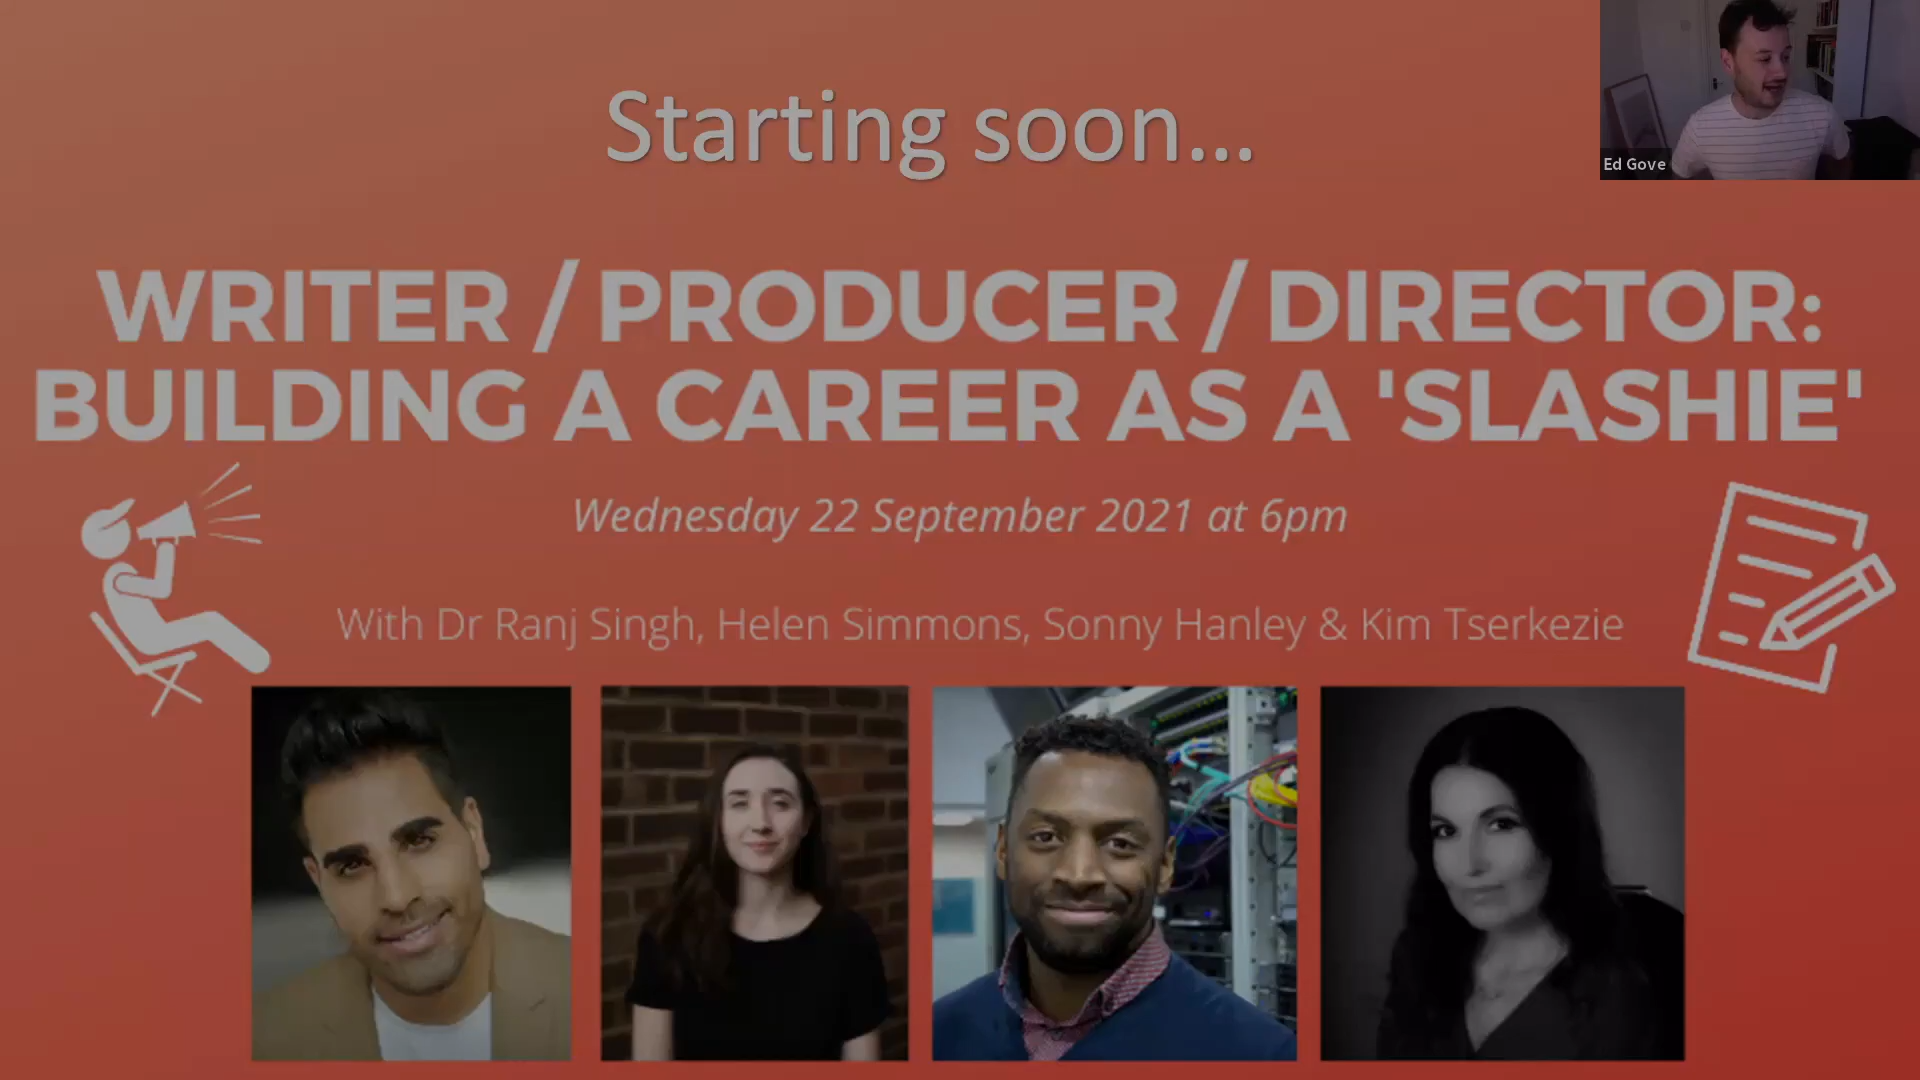 Starting soon...
Ed Gove
WRITER / PRODUCER / DIRECTOR:
BUILDING A CAREER AS A 'SLASHIE'
Wednesday 22 September 2021 at 6pm
With Dr Ranj Singh, Helen Simmons, Sonny Hanley & Kim Tserkezie